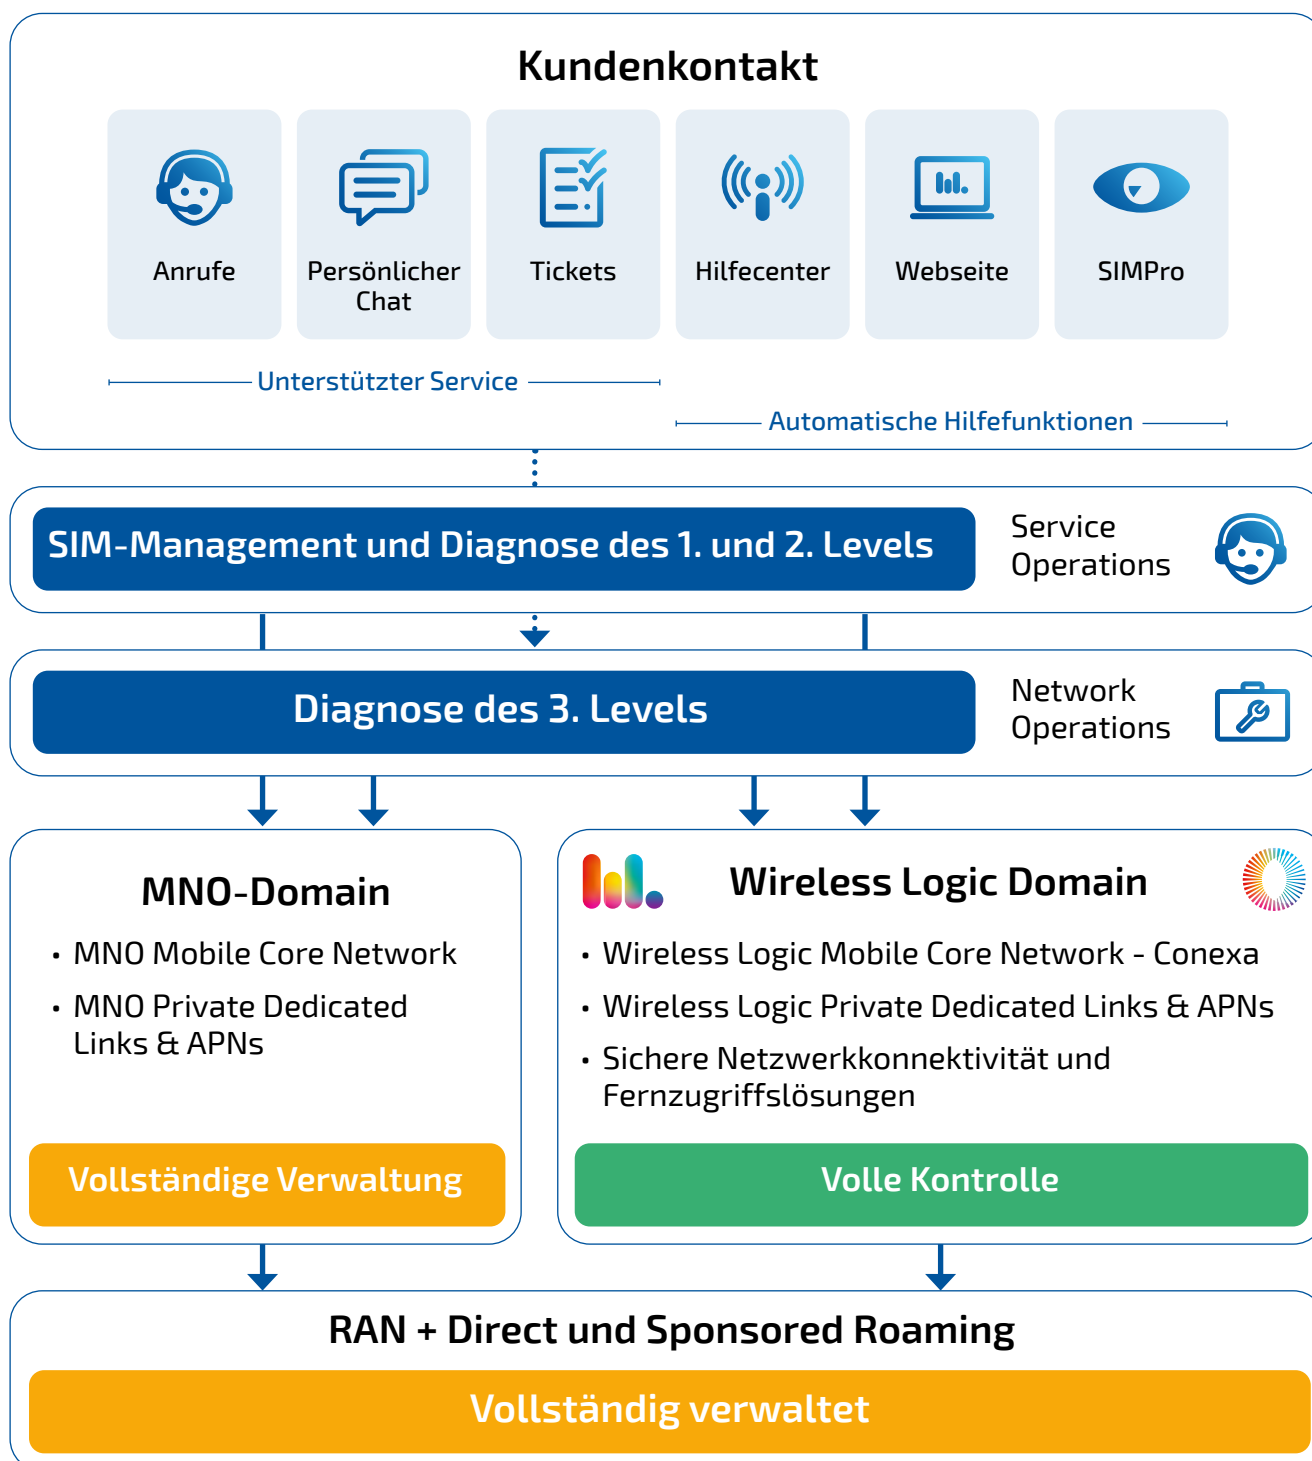 Kundenkontakt
Anrufe
Persönlicher
Chat
Tickets
Hilfecenter
Webseite
SIMPro
Unterstützter Service
Automatische Hilfefunktionen
SIM-Management und Diagnose des 1. und 2. Levels
Service
Operations
Diagnose des 3. Levels
Network
Operations
MNO-Domain
• MNO Mobile Core Network
• MNO Private Dedicated
Links & APNs
Vollständige Verwaltung
Wireless Logic Domain
• Wireless Logic Mobile Core Network - Conexa
• Wireless Logic Private Dedicated Links & APNs
• Sichere Netzwerkkonnektivität und
Fernzugriffslösungen
Volle Kontrolle
RAN + Direct und Sponsored Roaming
Vollständig verwaltet